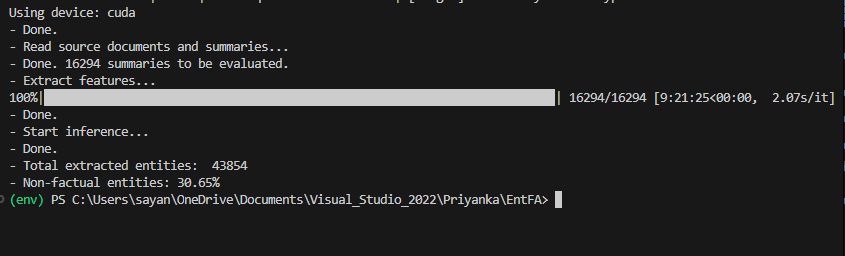 Using device: cuda
- Done.
- Read source documents and summaries...
- Done. 16294 summaries to be evaluated.
- Extract features...
100%| | 16294/16294 [9:21:25<00:00, 2.07s/it]
- Done.
- Start inference...
- Done.
- Total extracted entities:  43854
- Non-factual entities: 30.65%
(env) PS C:\Users\sayan\OneDrive\Documents\Visual_Studio_2022\Priyanka\EntFA>